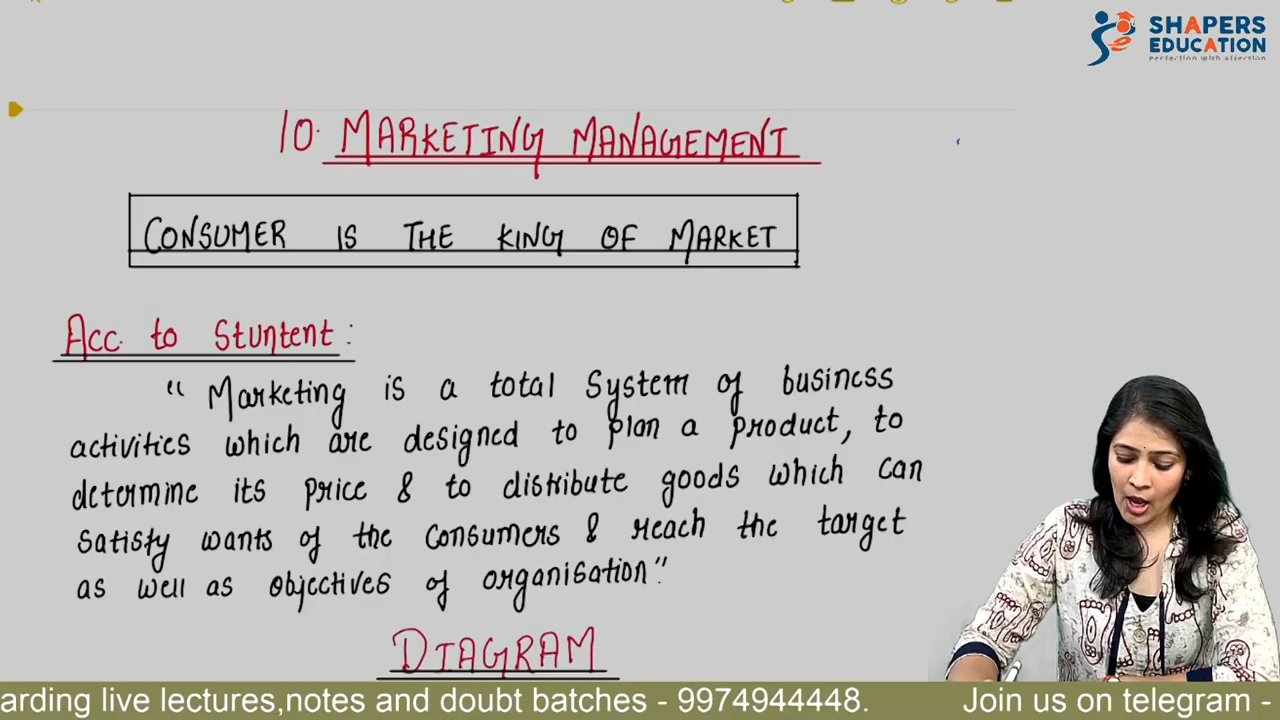 SHAPERS
EDUCATION
Perfection with Affection
10. MARKETING MANAGEMENT
CONSUMER IS THE KING OF MARKET
Acc. to Stuntent:
“ Marketing is a total System of business
activities which are designed to plan a product, to
determine its price & to distribute goods which can
satisfy wants of the consumers & reach the target
as well as objectives of organisation”
DIAGRAM
arding live lectures,notes and doubt batches - 9974944448. Join us on telegram -